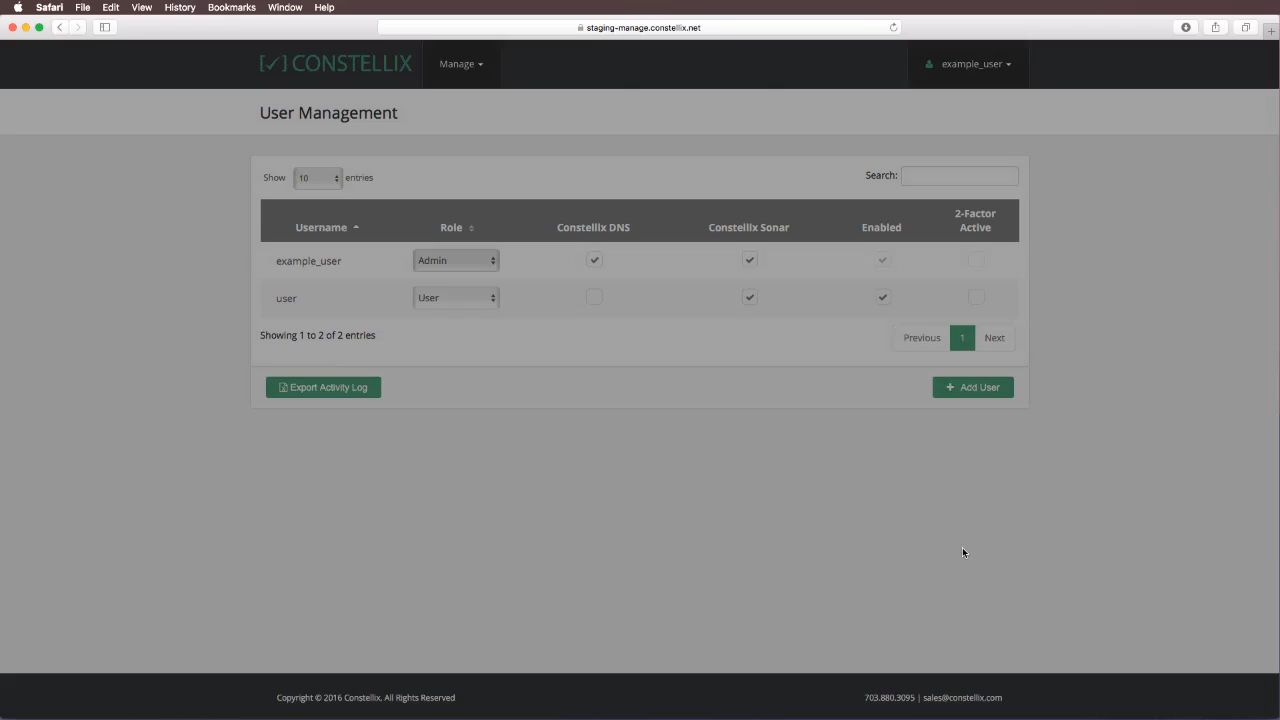 Safari File Edit View History Bookmarks Window Help
staging-manage.constellix.net
[✓] CONSTELLIX Manage example_user
User Management
Show 10 entries Search:
Username Role Constellix DNS Constellix Sonar Enabled 2-Factor Active
example_user Admin
user User
Showing 1 to 2 of 2 entries Previous 1 Next
Export Activity Log + Add User
Copyright © 2016 Constellix. All Rights Reserved 703.880.3095 | sales@constellix.com